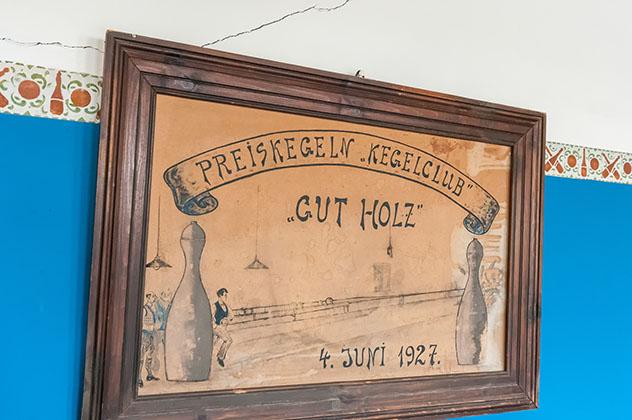 PREISKEGELN „KEGELCLUB"
„GUT HOLZ"
4. JUNI 1927.